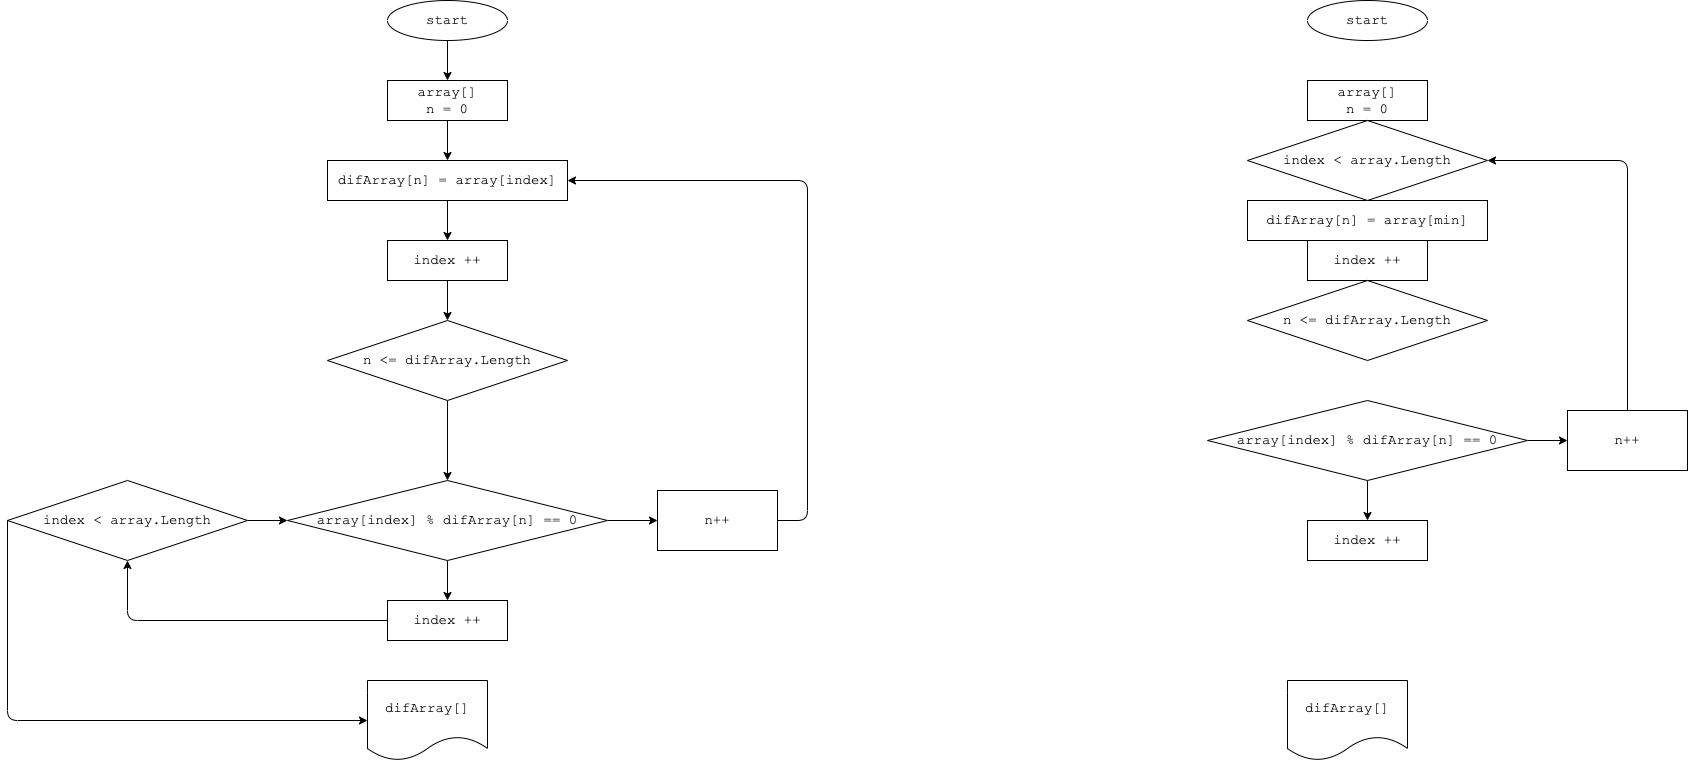 start
array[]
n = 0
difArray[n] = array[index]
index ++
n <= difArray.Length
index < array.Length
array[index] % difArray[n] == 0
n++
index ++
difArray[]
start
array[]
n = 0
index < array.Length
difArray[n] = array[min]
index ++
n <= difArray.Length
array[index] % difArray[n] == 0
n++
index ++
difArray[]